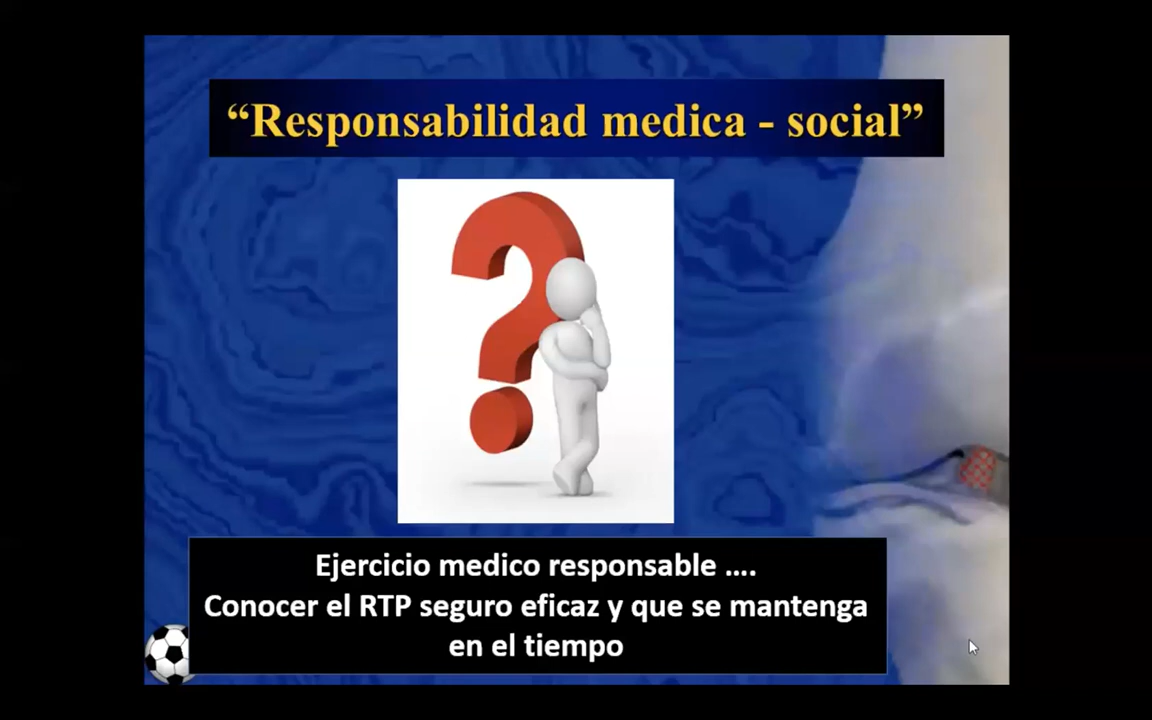 “Responsabilidad medica - social”
Ejercicio medico responsable ....
Conocer el RTP seguro eficaz y que se mantenga
en el tiempo